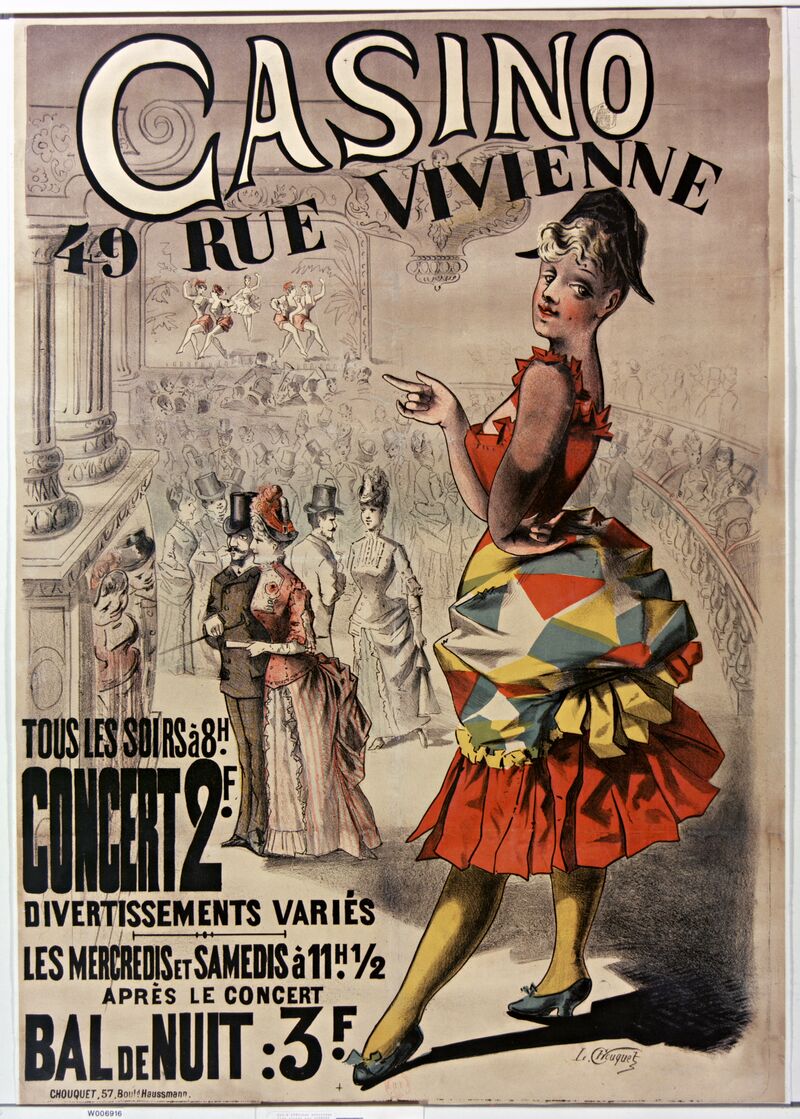 CASINO
49 RUE VIVIENNE
TOUS LES SOIRS à 8H.
CONCERT 2F.
DIVERTISSEMENTS VARIÉS
LES MERCREDIS ET SAMEDIS à 11H. 1/2
APRÈS LE CONCERT
BAL DE NUIT : 3F.
L. Chouquet
CHOUQUET, 57, Bould Haussmann.
W006916